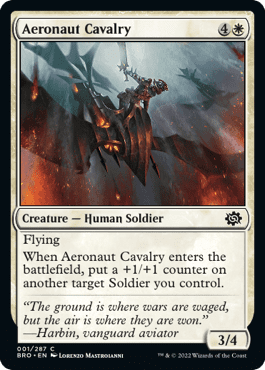 Aeronaut Cavalry 4
Creature — Human Soldier
Flying
When Aeronaut Cavalry enters the
battlefield, put a +1/+1 counter on
another target Soldier you control.
“The ground is where wars are waged,
but the air is where they are won.”
—Harbin, vanguard aviator
3/4
001/287 C
BRO • EN LORENZO MASTROIANNI
™ & © 2022 Wizards of the Coast